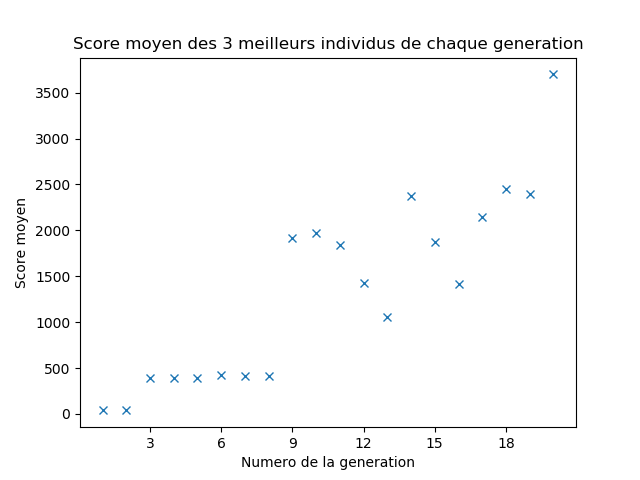 Score moyen des 3 meilleurs individus de chaque generation
3500
3000
2500
2000
1500
1000
500
0
Score moyen
3 6 9 12 15 18
Numero de la generation